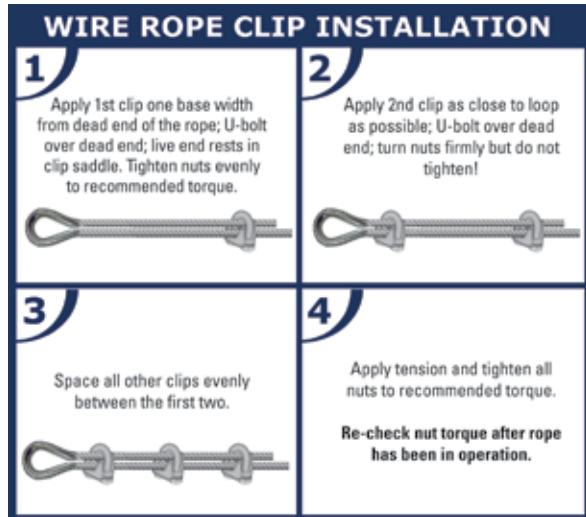 WIRE ROPE CLIP INSTALLATION
1
Apply 1st clip one base width
from dead end of the rope; U-bolt
over dead end; live end rests in
clip saddle. Tighten nuts evenly
to recommended torque.
2
Apply 2nd clip as close to loop
as possible; U-bolt over dead
end; turn nuts firmly but do not
tighten!
3
Space all other clips evenly
between the first two.
4
Apply tension and tighten all
nuts to recommended torque.
Re-check nut torque after rope
has been in operation.